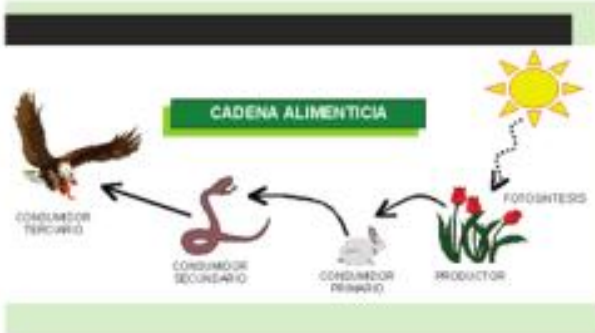 CADENA ALIMENTICIA
FOTOSINTESIS
CONSUMIDOR
TERCIARIO
CONSUMIDOR
SECUNDARIO
CONSUMIDOR
PRIMARIO
PRODUCTOR